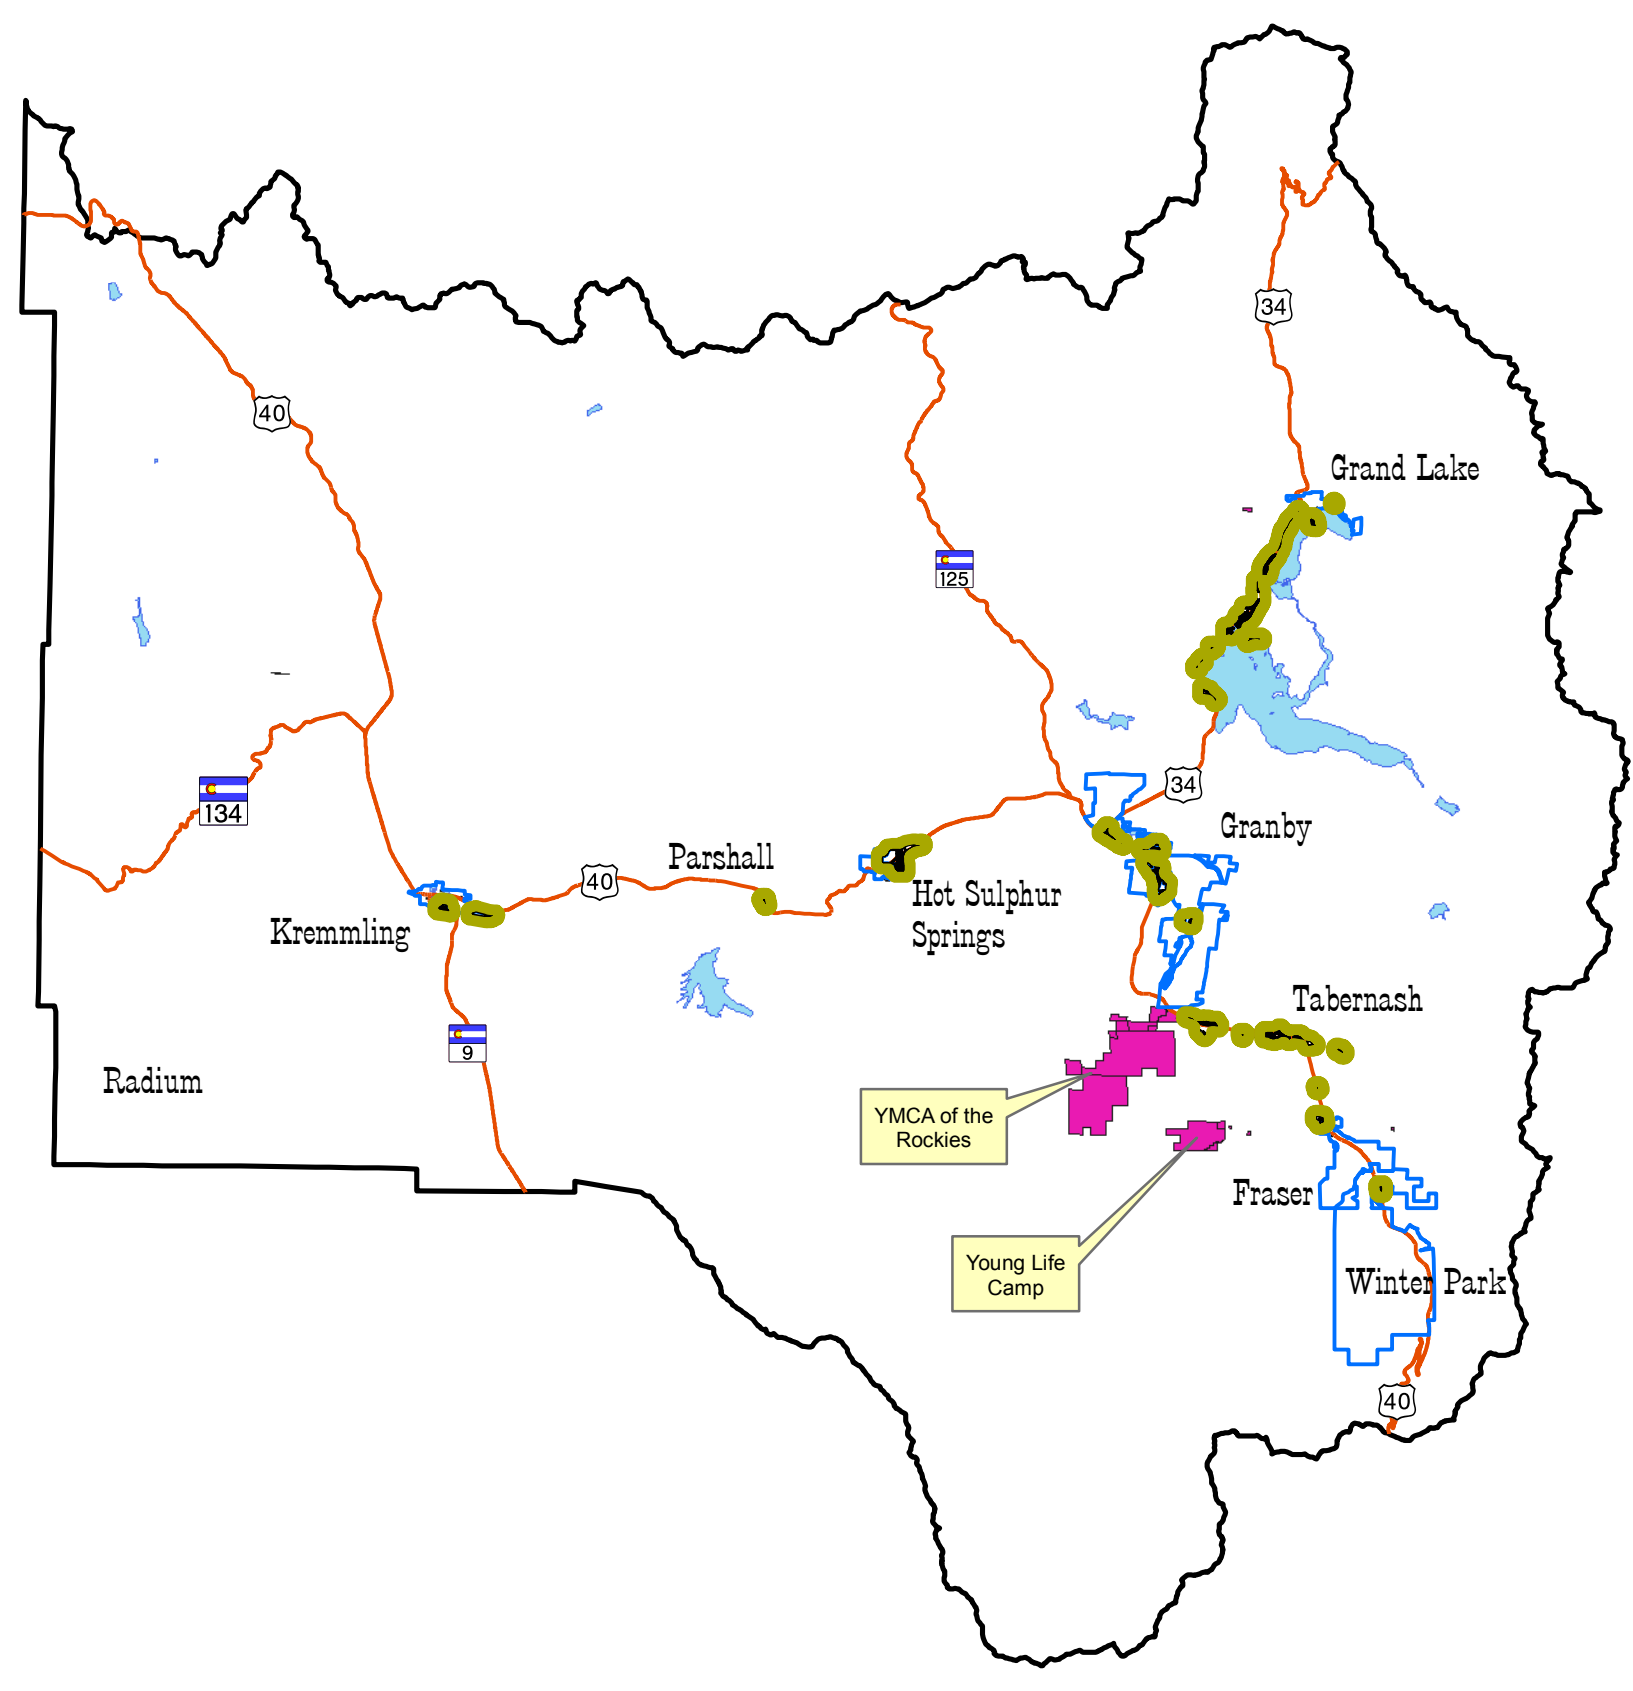 34
40
Grand Lake
125
134
34
Granby
Parshall
40
Hot Sulphur
Springs
Kremmling
Tabernash
9
Radium
YMCA of the
Rockies
Fraser
Young Life
Camp
Winter Park
40